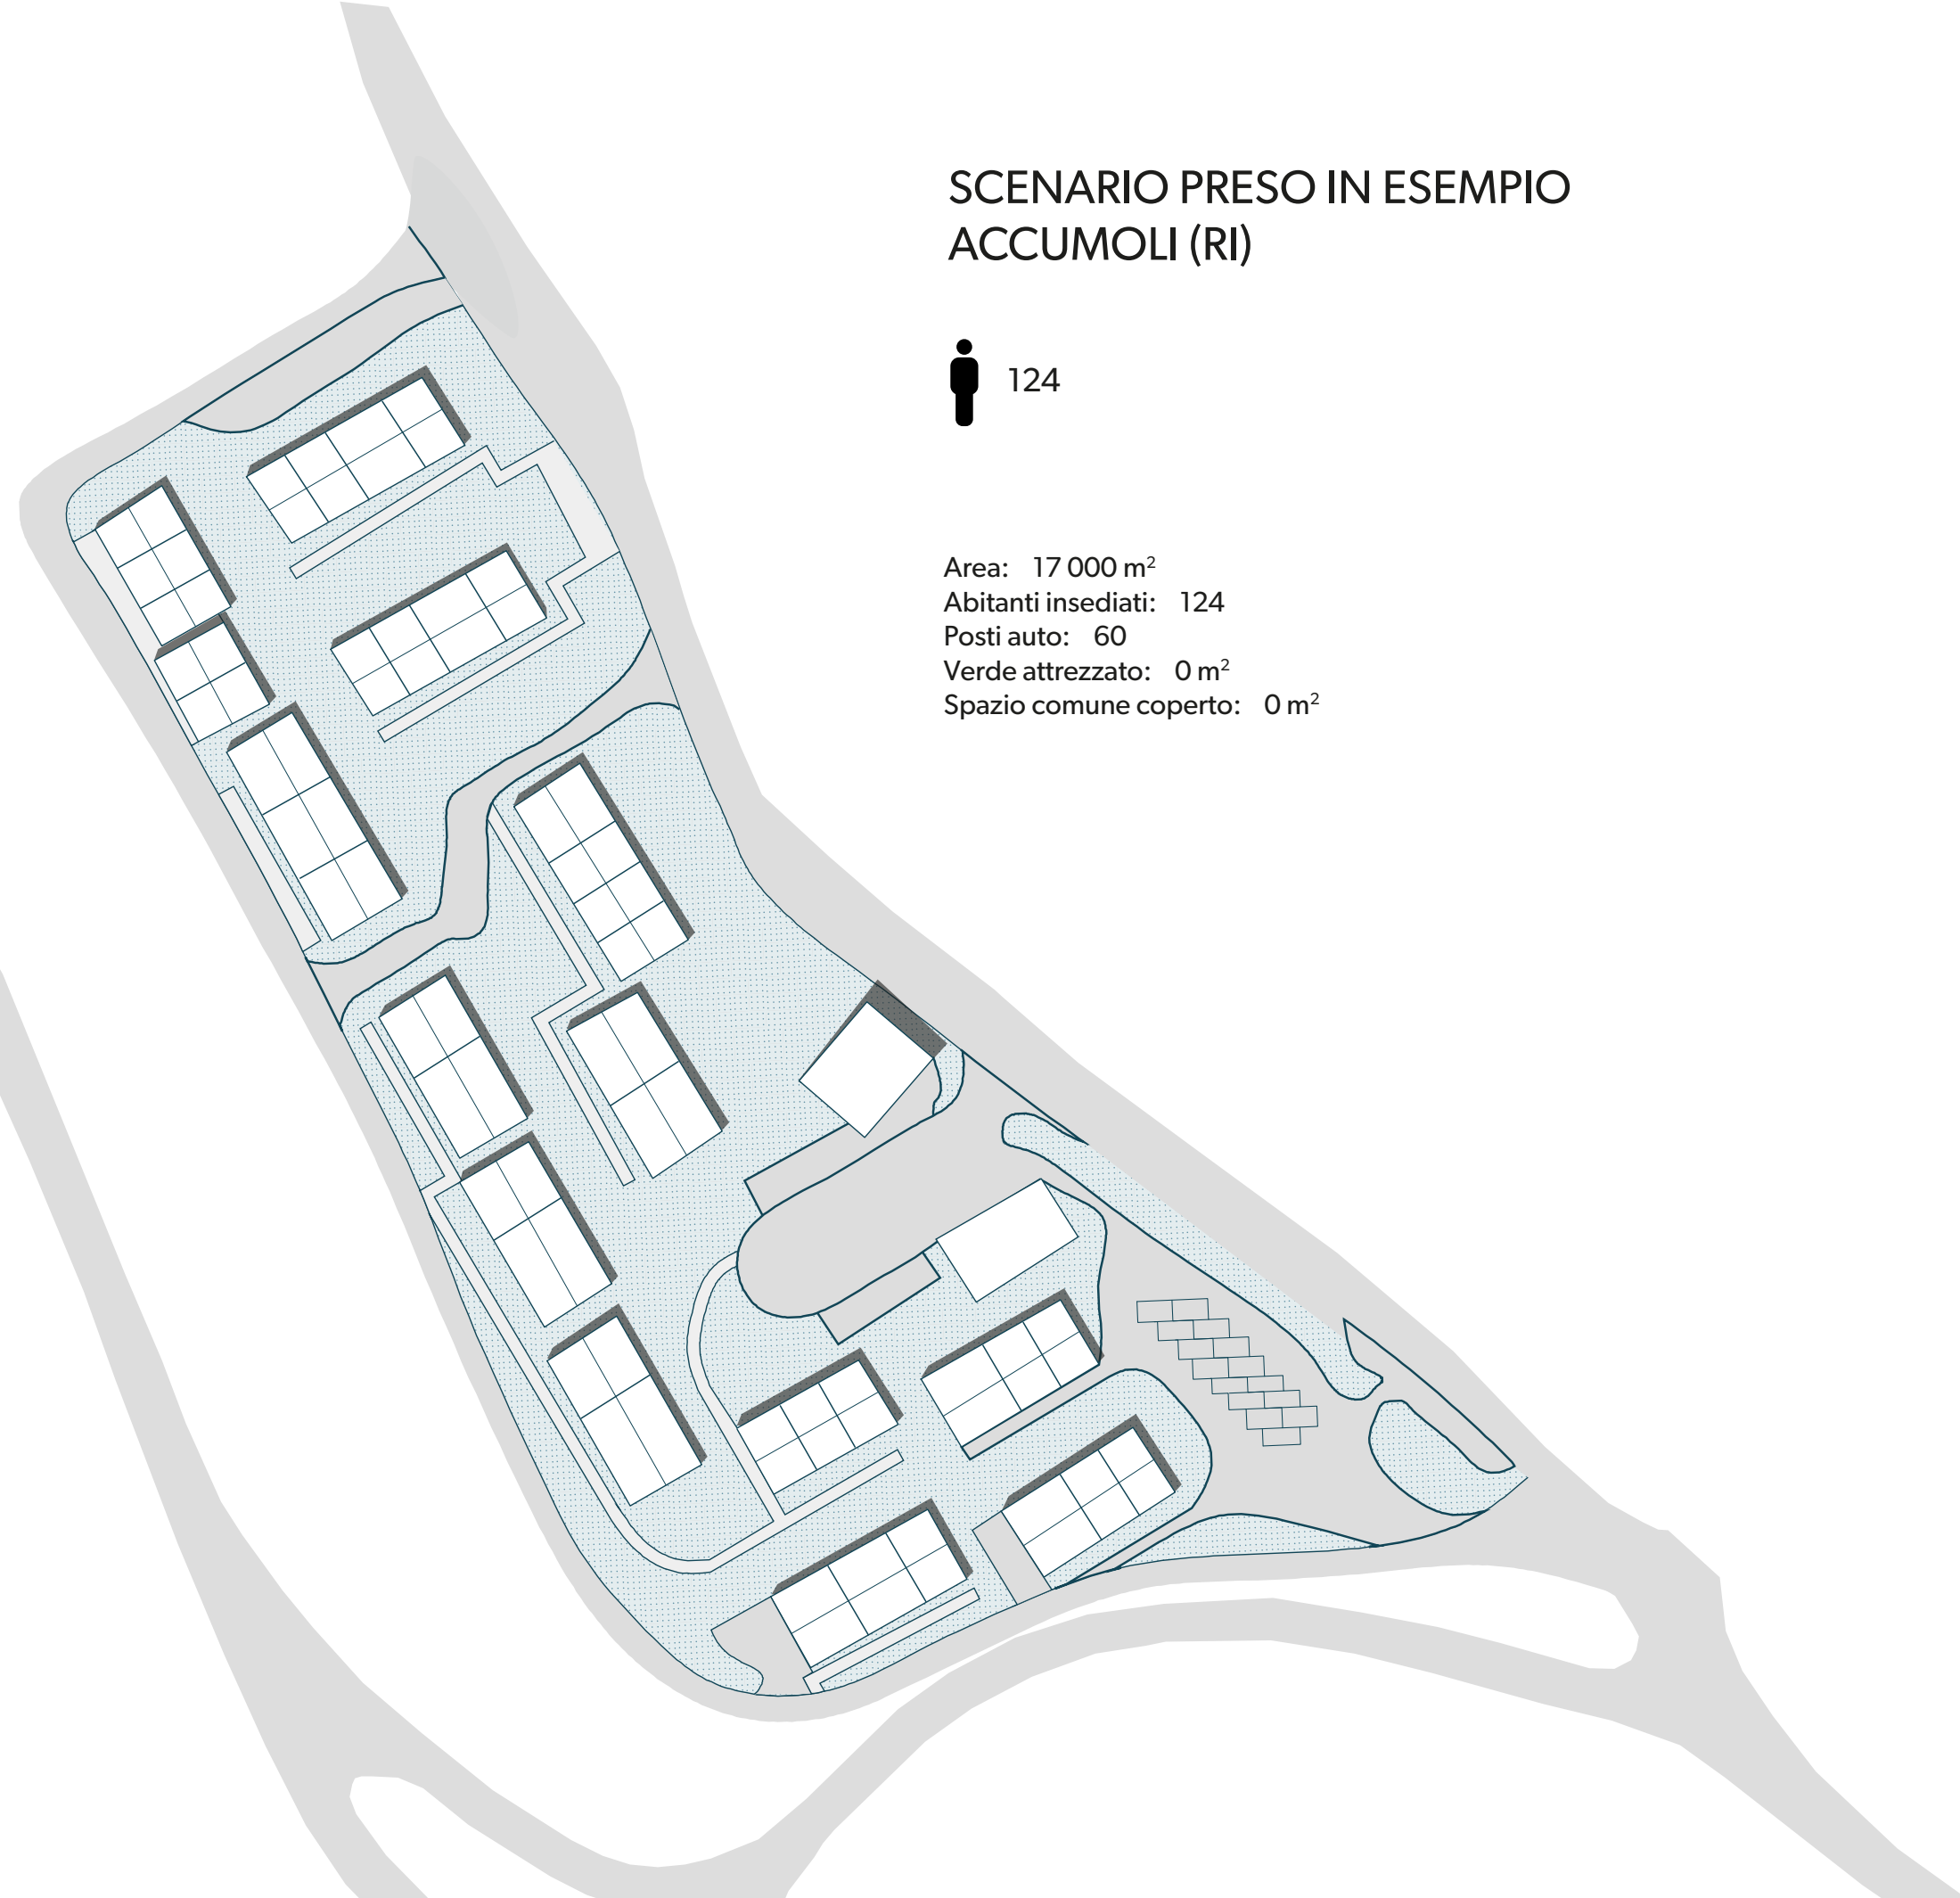 SCENARIO PRESO IN ESEMPIO
ACCUMOLI (RI)
124
Area: 17 000 m²
Abitanti insediati: 124
Posti auto: 60
Verde attrezzato: 0 m²
Spazio comune coperto: 0 m²